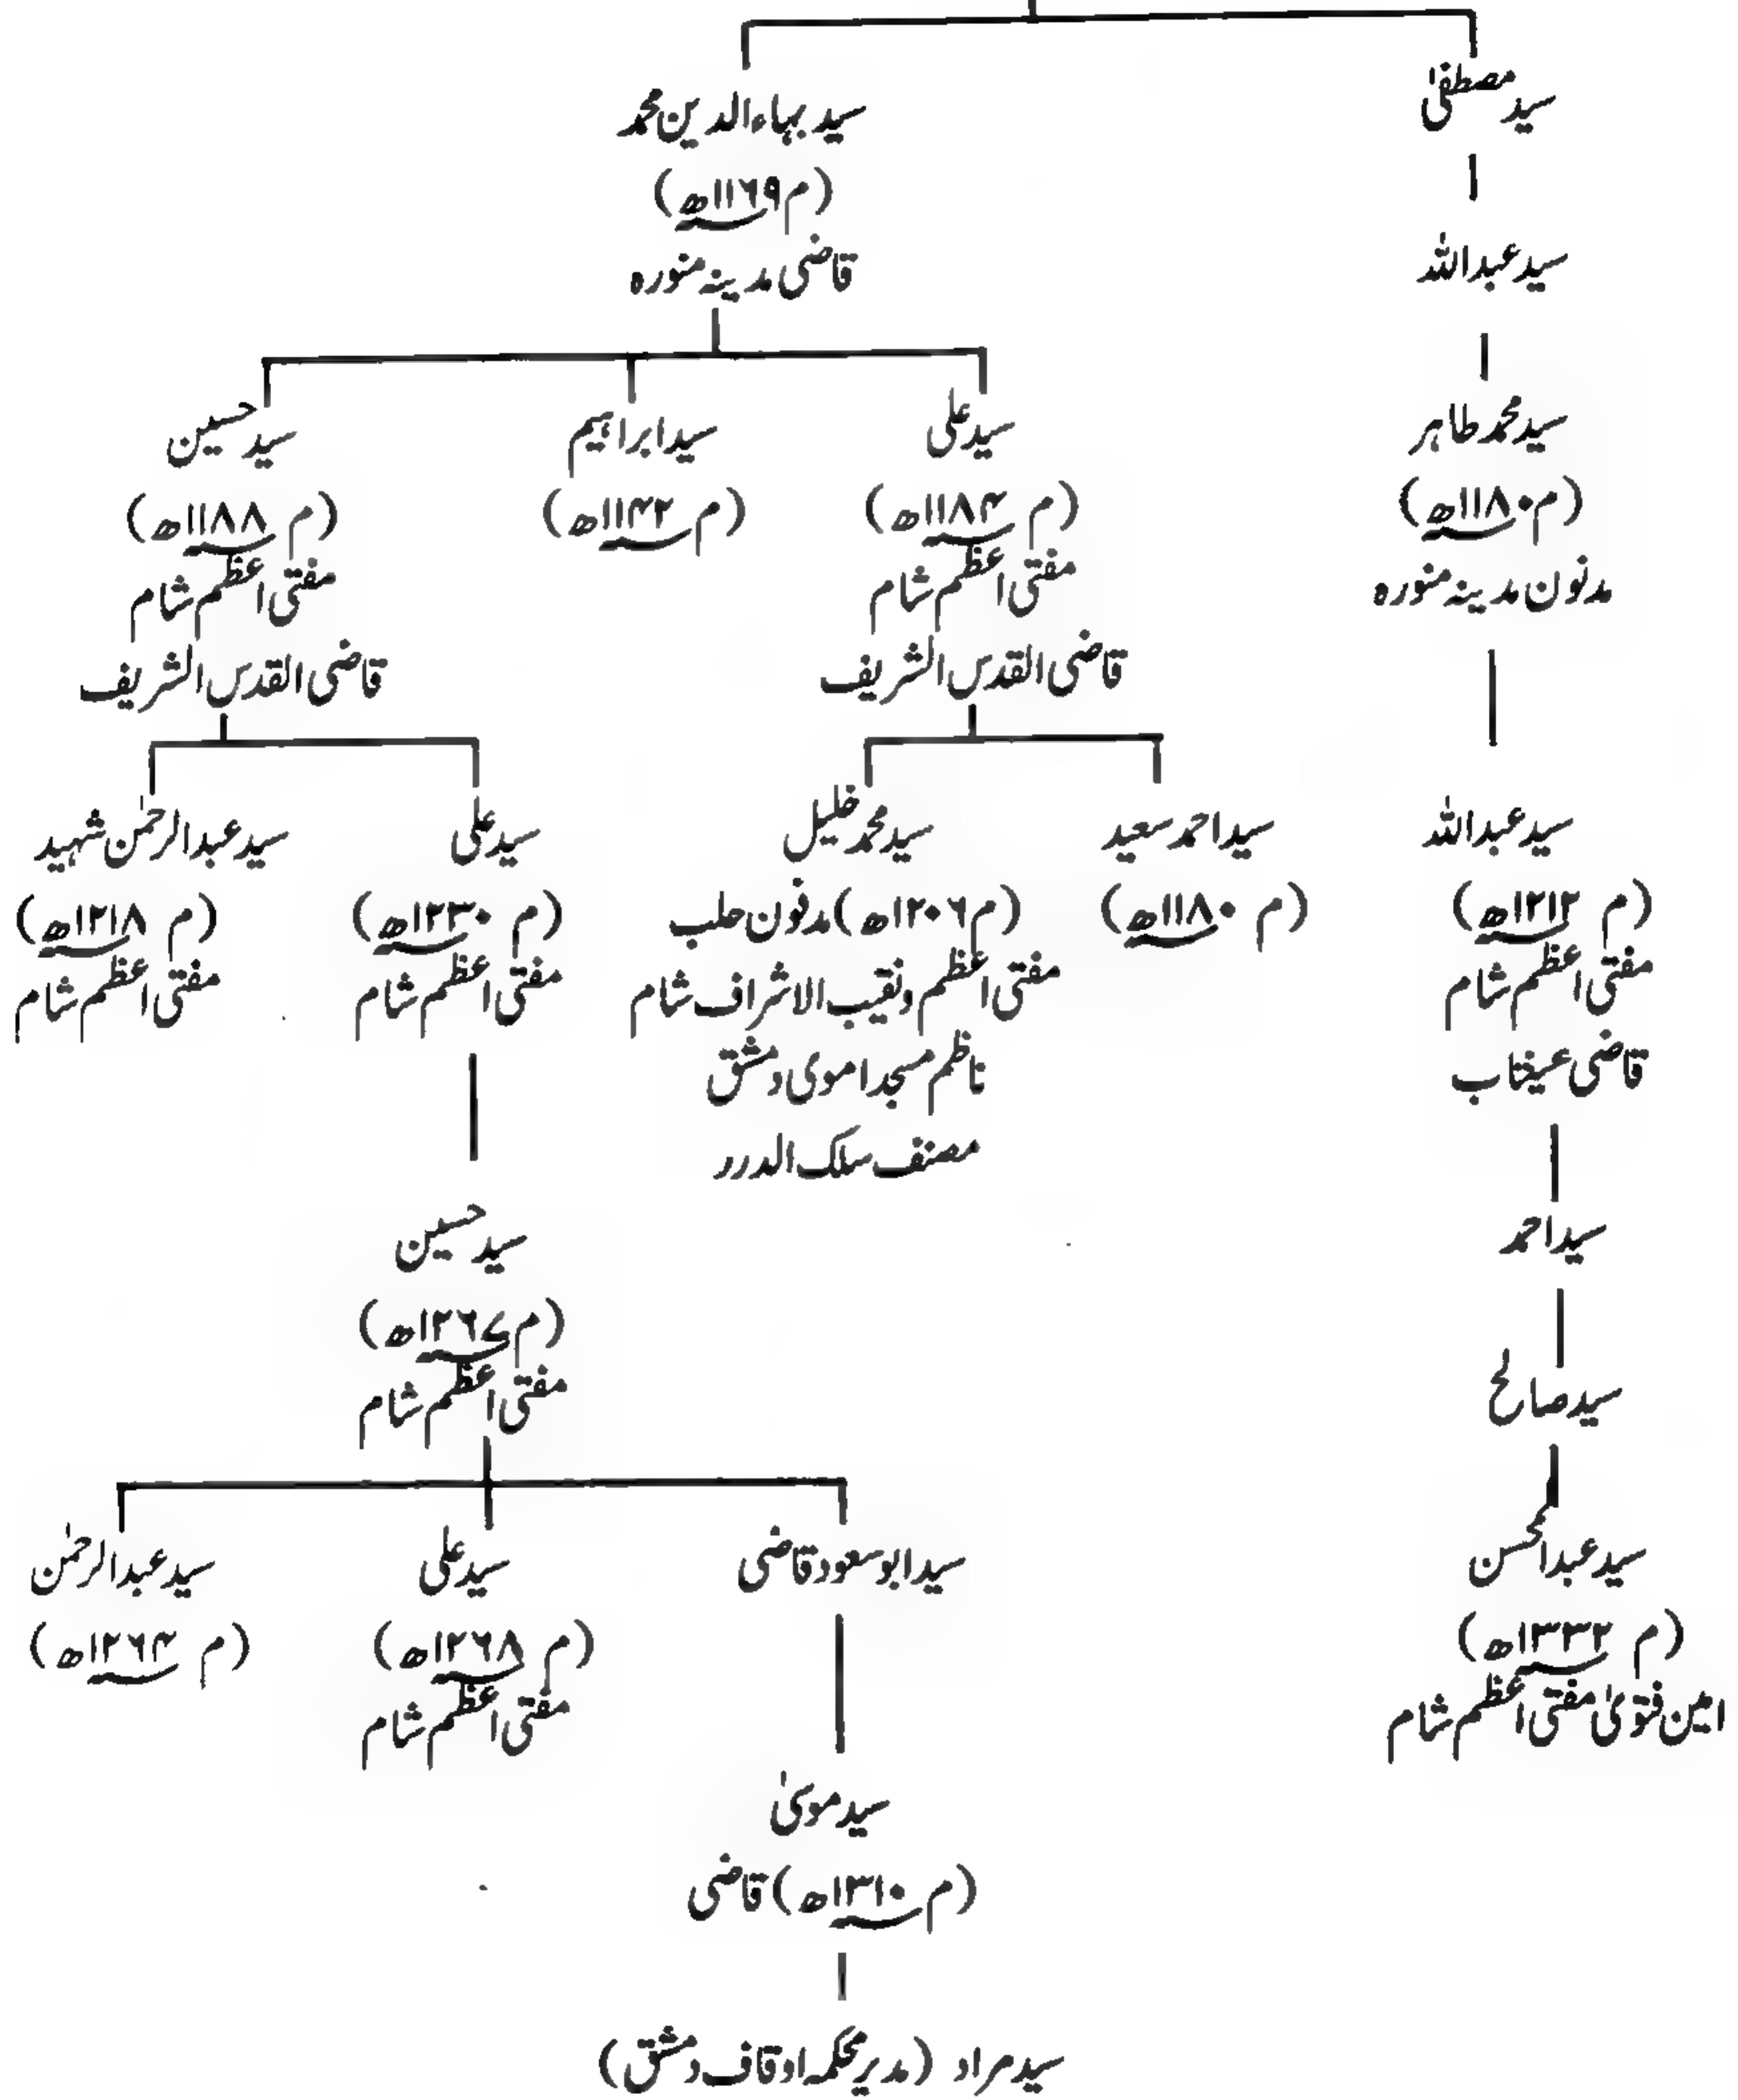 سید مصطفیٰ
سید بہاءالدین محمد
(م ۱۱۶۹ھ)
قاضی مدینہ منورہ
سید عبداللہ
سید محمد طاہر
(م ۱۱۸۰ھ)
مدنون مدینہ منورہ
سید علی
(م ۱۱۸۴ھ)
مفتی اعظم شام
قاضی القدس الشریف
سید ابراہیم
(م ۱۱۴۲ھ)
سید حسین
(م ۱۱۸۸ھ)
مفتی اعظم شام
قاضی القدس الشریف
سید عبداللہ
(م ۱۲۱۲ھ)
مفتی اعظم شام
قاضی عینتاب
سید احمد سعید
(م ۱۱۸۰ھ)
سید محمد خلیل
(م ۱۲۰۶ھ) مدفون حلب
مفتی اعظم ونقیب الاشراف شام
ناظم مسجد اموی دمشق
مصنف سلک الدرر
سید علی
(م ۱۲۳۰ھ)
مفتی اعظم شام
سید عبدالرحمٰن شہید
(م ۱۲۱۸ھ)
مفتی اعظم شام
سید احمد
سید صالح
سید حسین
(م ۱۲۶۷ھ)
مفتی اعظم شام
سید عبدالمحسن
(م ۱۳۳۲ھ)
امین فتویٰ مفتی اعظم شام
سید ابو سعود قاضی
سید علی
(م ۱۲۶۸ھ)
مفتی اعظم شام
سید عبدالرحمٰن
(م ۱۲۶۴ھ)
سید موسیٰ
(م ۱۳۱۰ھ) قاضی
سید مراد (مدیر محکمہ اوقاف دمشق)